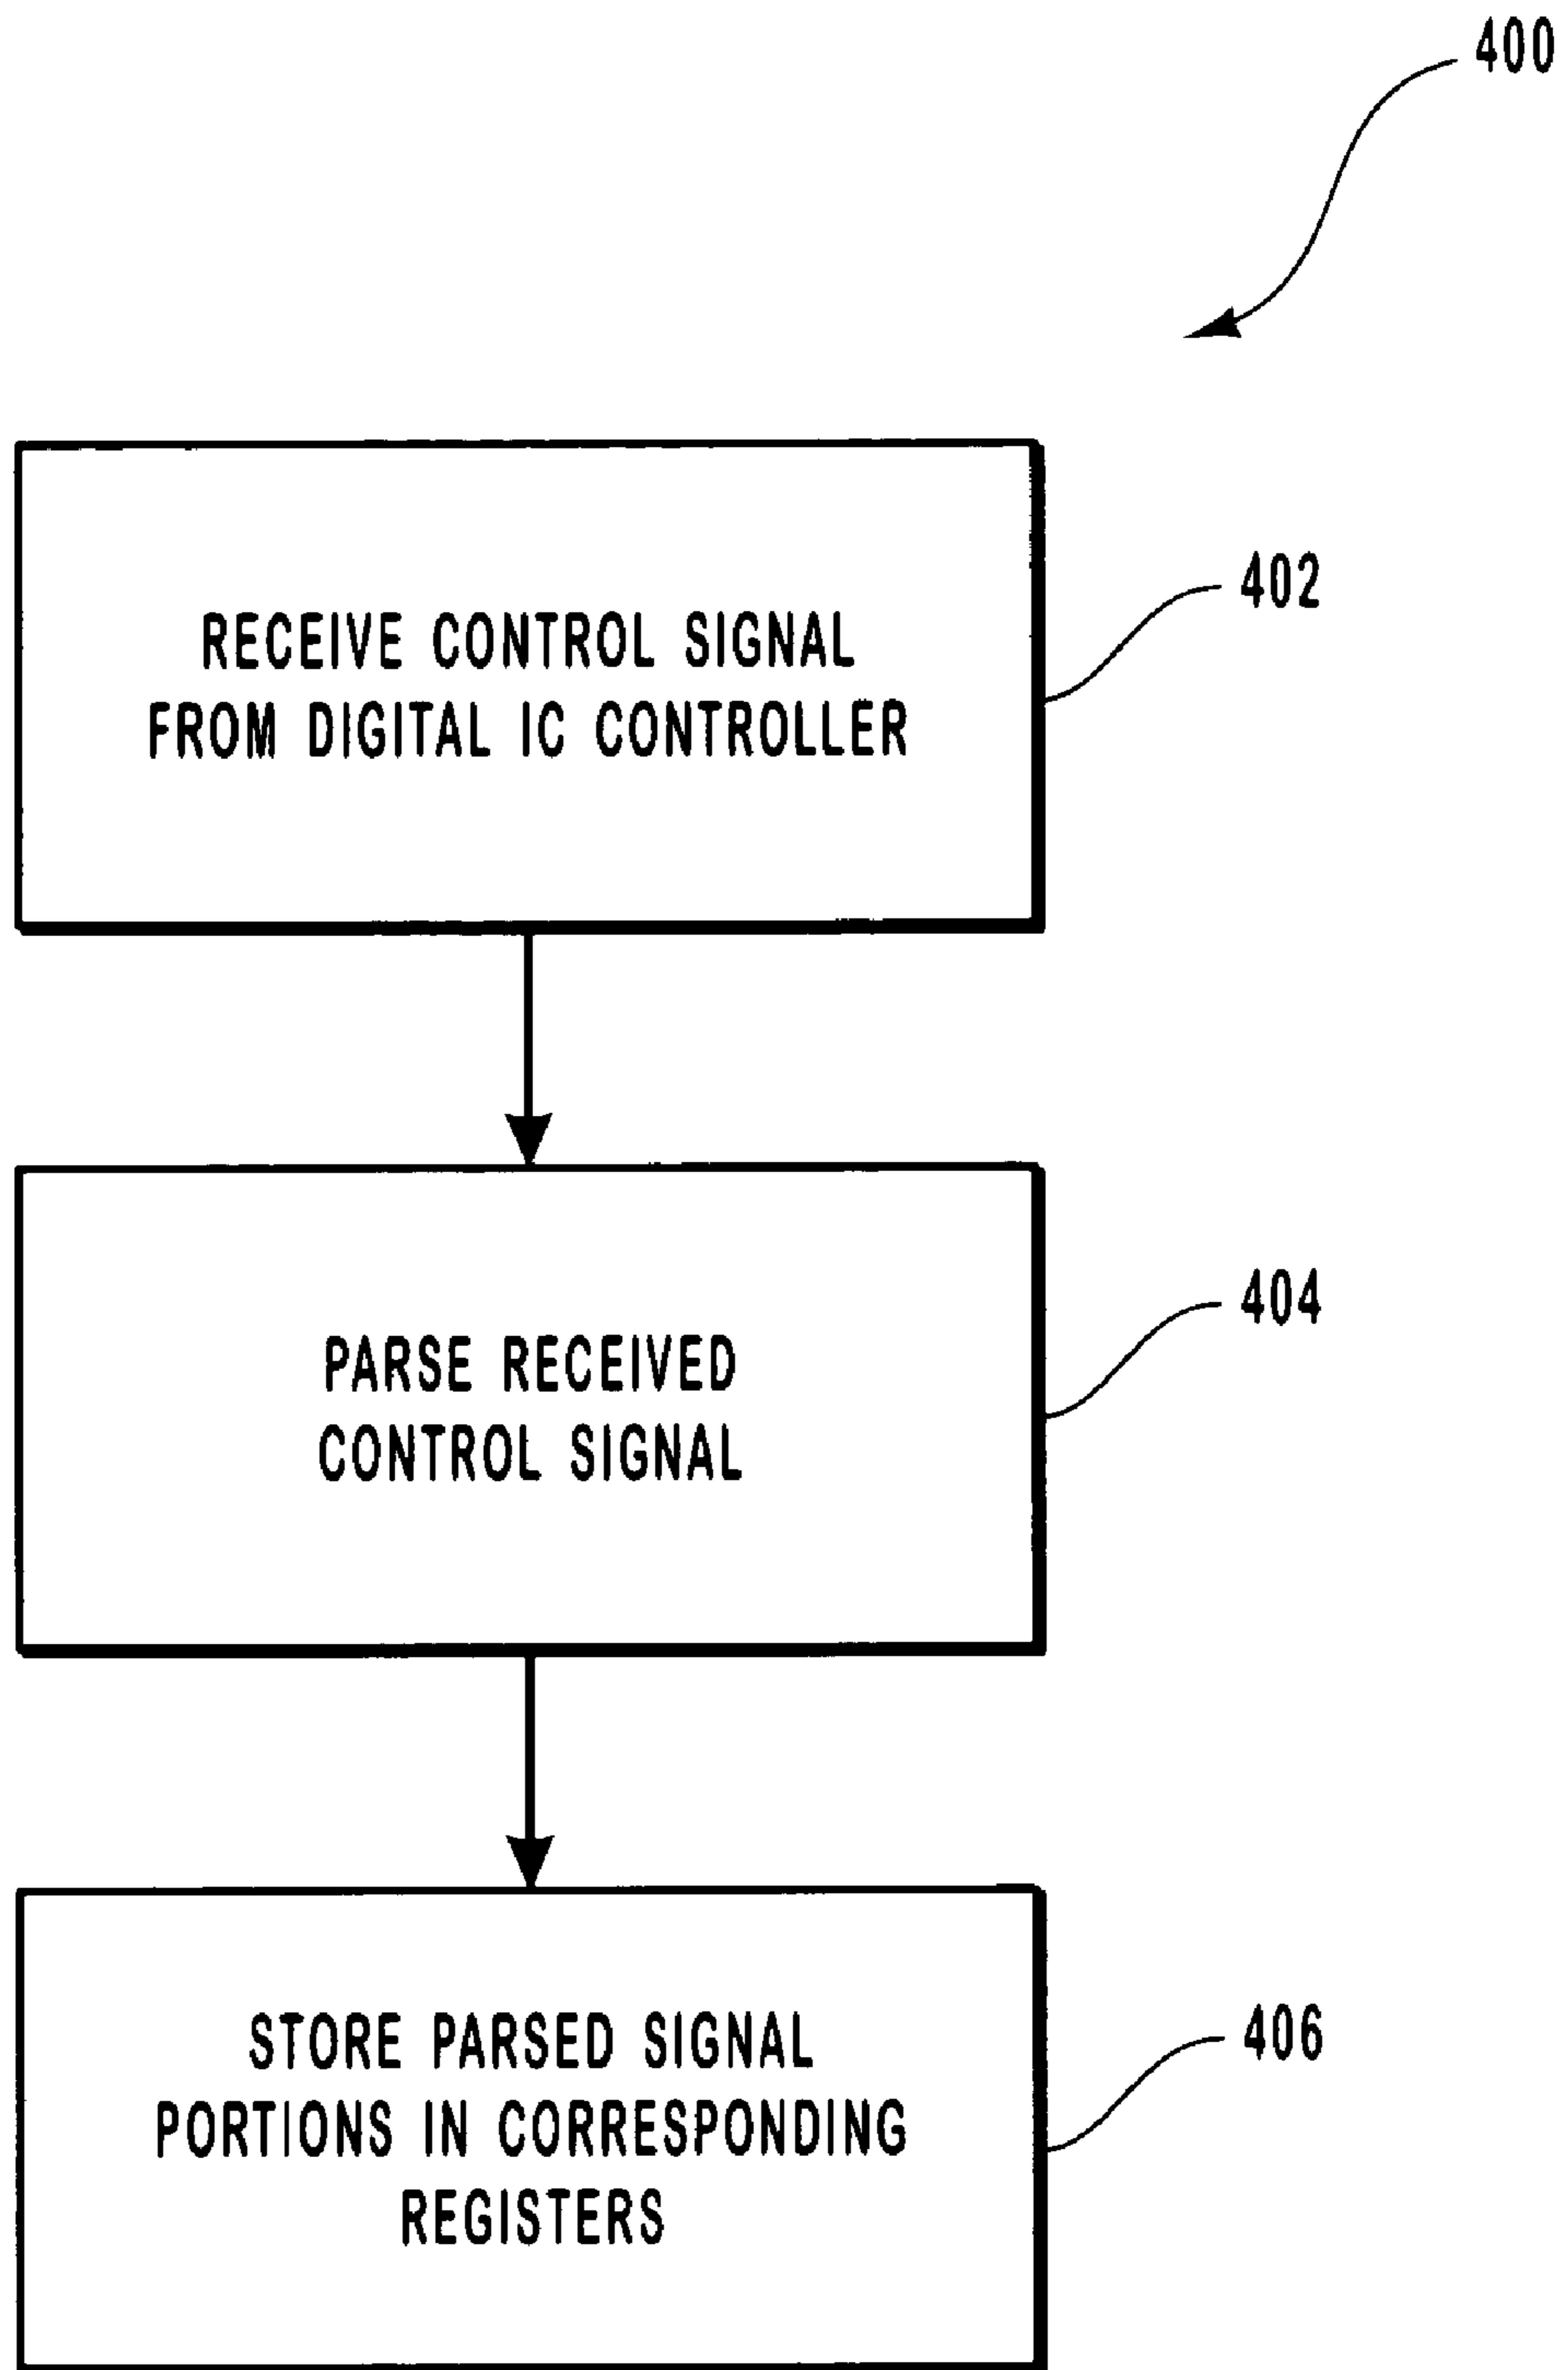 400
RECEIVE CONTROL SIGNAL
FROM DIGITAL IC CONTROLLER
402
PARSE RECEIVED
CONTROL SIGNAL
404
STORE PARSED SIGNAL
PORTIONS IN CORRESPONDING
REGISTERS
406